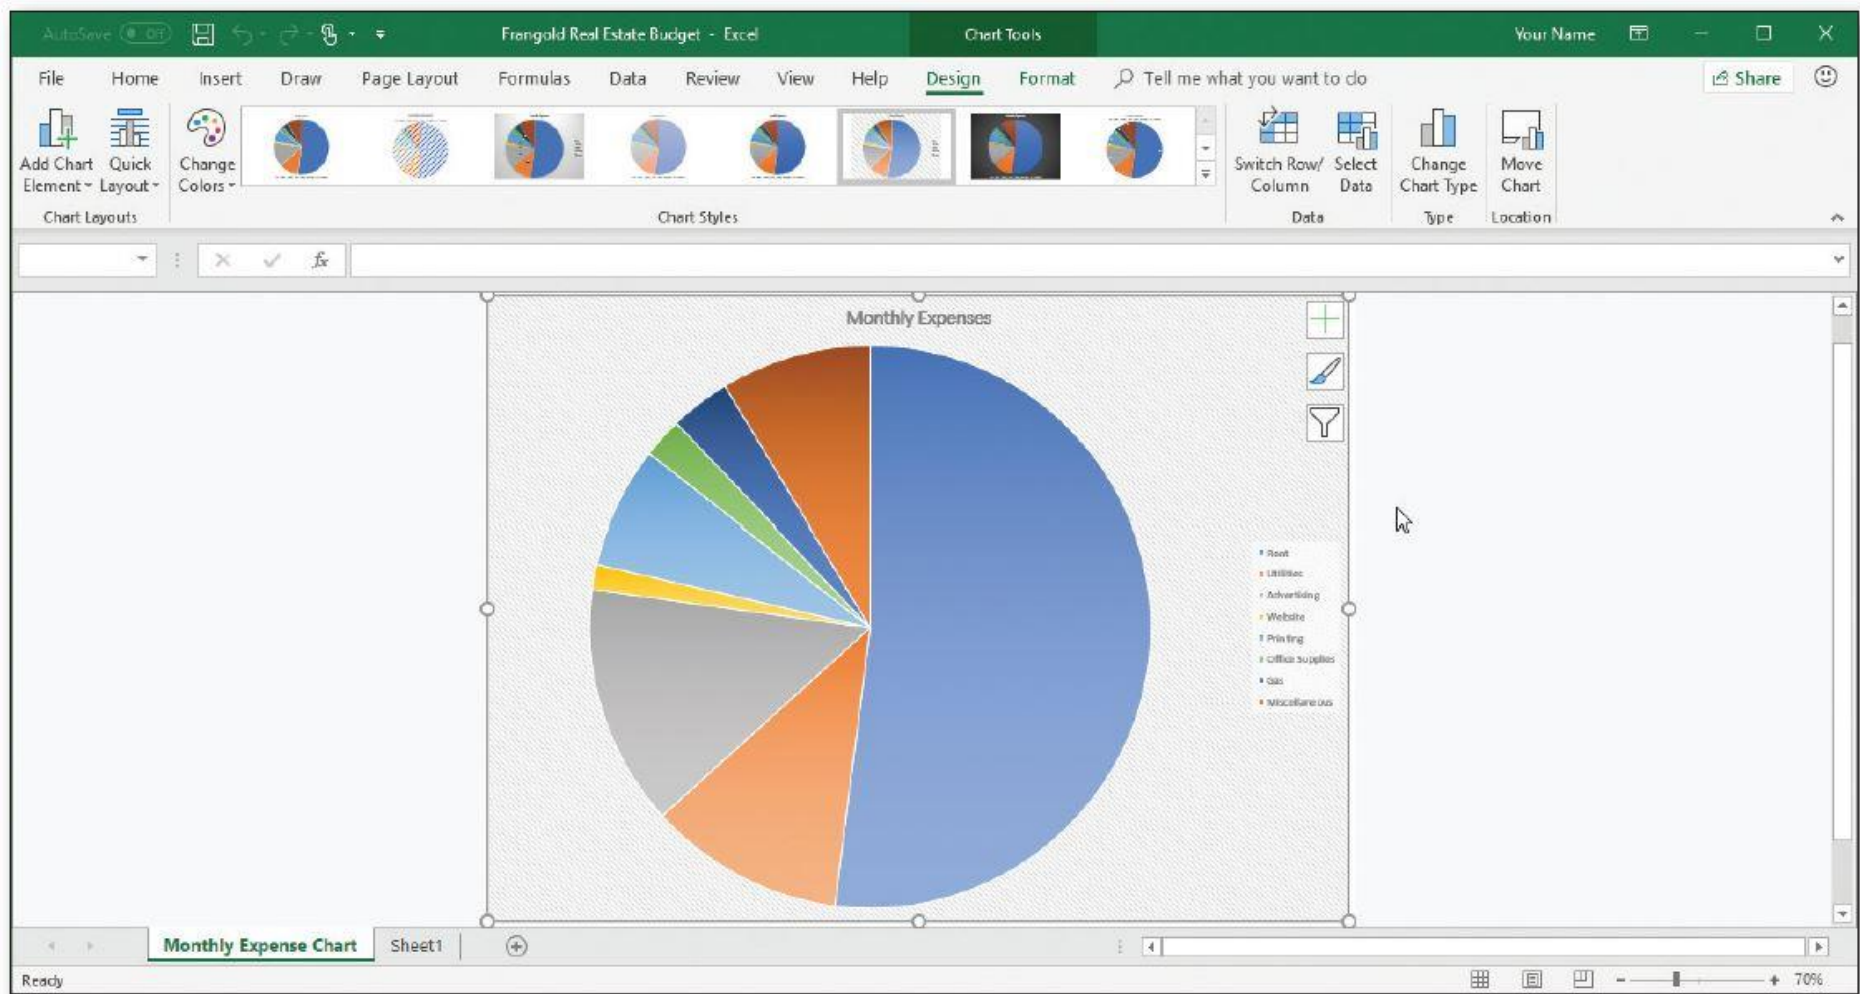 AutoSave Off Frangold Real Estate Budget - Excel Chart Tools Your Name
File Home Insert Draw Page Layout Formulas Data Review View Help Design Format Tell me what you want to do Share
Add Chart Quick Change Switch Row/ Select Change Move
Element Layout Colors Column Data Chart Type Chart
Chart Layouts Chart Styles Data Type Location
fx
Monthly Expenses
Rent
Utilities
Advertising
Website
Printing
Office Supplies
Gas
Miscellaneous
Monthly Expense Chart Sheet1
Ready 70%